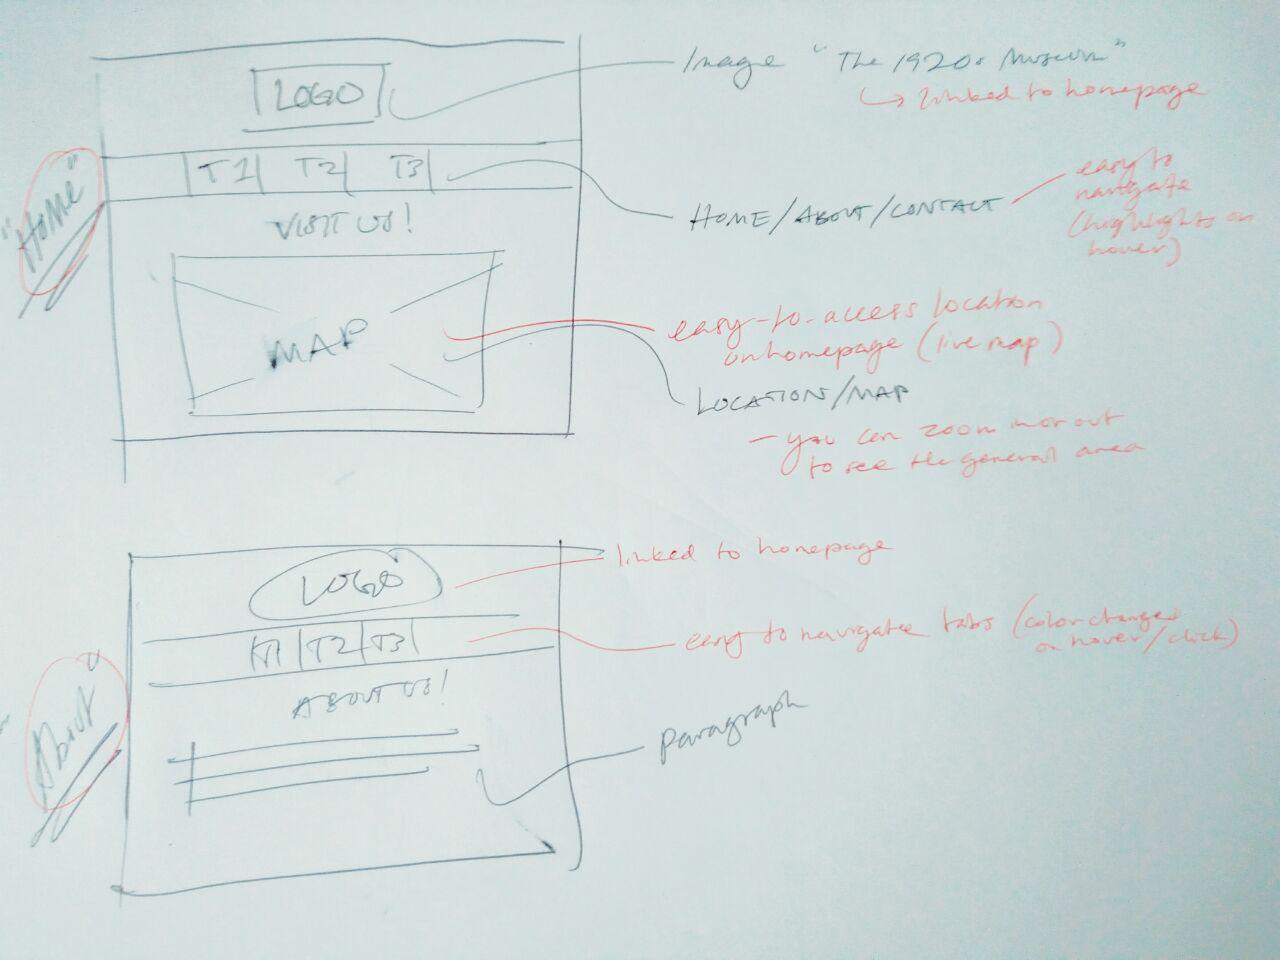 LOGO
Image "The 1920s Museum"
↳ linked to homepage
"Home"
T1 T2 T3
HOME/ABOUT/CONTACT
easy to
navigate
(highlights on
hover)
VISIT US!
MAP
easy-to-access location
on homepage (live map)
LOCATION/MAP
- you can zoom in or out
to see the general area
LOGO
linked to homepage
"About"
T1 T2 T3
easy to navigate tabs (color changes
on hover/click)
ABOUT US!
paragraph